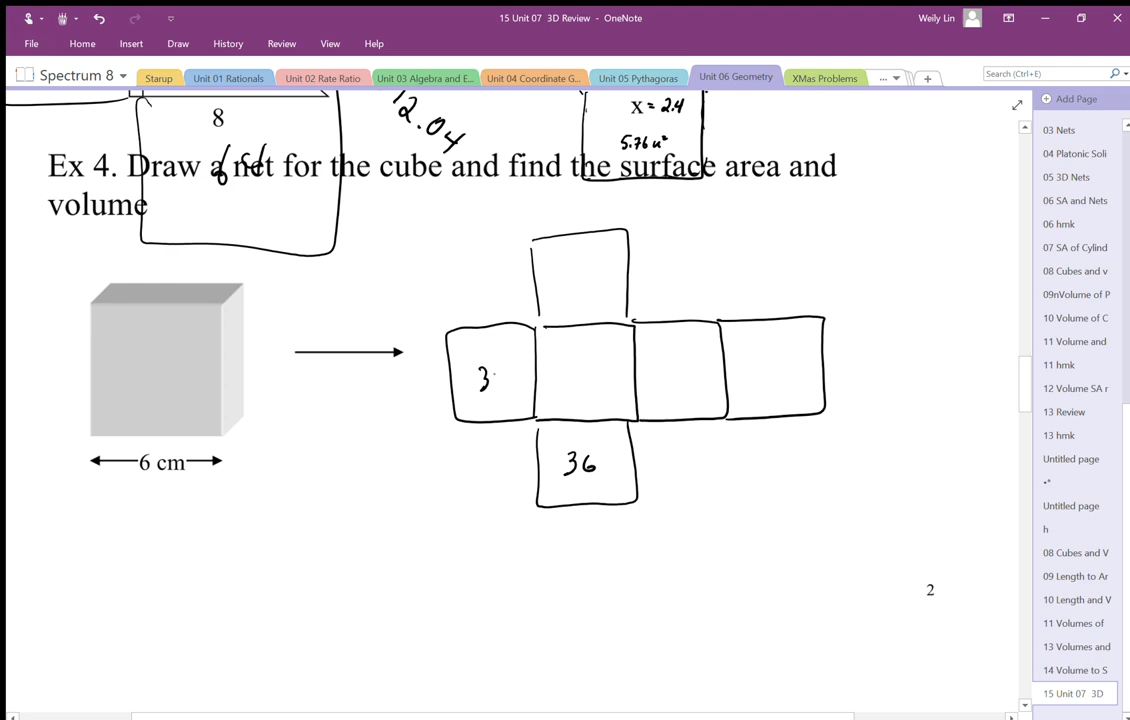 15 Unit 07 3D Review - OneNote
Weily Lin
File Home Insert Draw History Review View Help
Spectrum 8
Starup
Unit 01 Rationals
Unit 02 Rate Ratio
Unit 03 Algebra and E...
Unit 04 Coordinate G...
Unit 05 Pythagoras
Unit 06 Geometry
XMas Problems
...
Search (Ctrl+E)
Add Page
8
12.04
x = 2.4
5.76 u²
Ex 4. Draw a net for the cube and find the surface area and
volume
6 cm
3
36
2
03 Nets
04 Platonic Soli
05 3D Nets
06 SA and Nets
06 hmk
07 SA of Cylind
08 Cubes and v
09nVolume of P
10 Volume of C
11 Volume and
11 hmk
12 Volume SA r
13 Review
13 hmk
Untitled page
•*
Untitled page
h
08 Cubes and V
09 Length to Ar
10 Length and V
11 Volumes of
13 Volumes and
14 Volume to S
15 Unit 07 3D